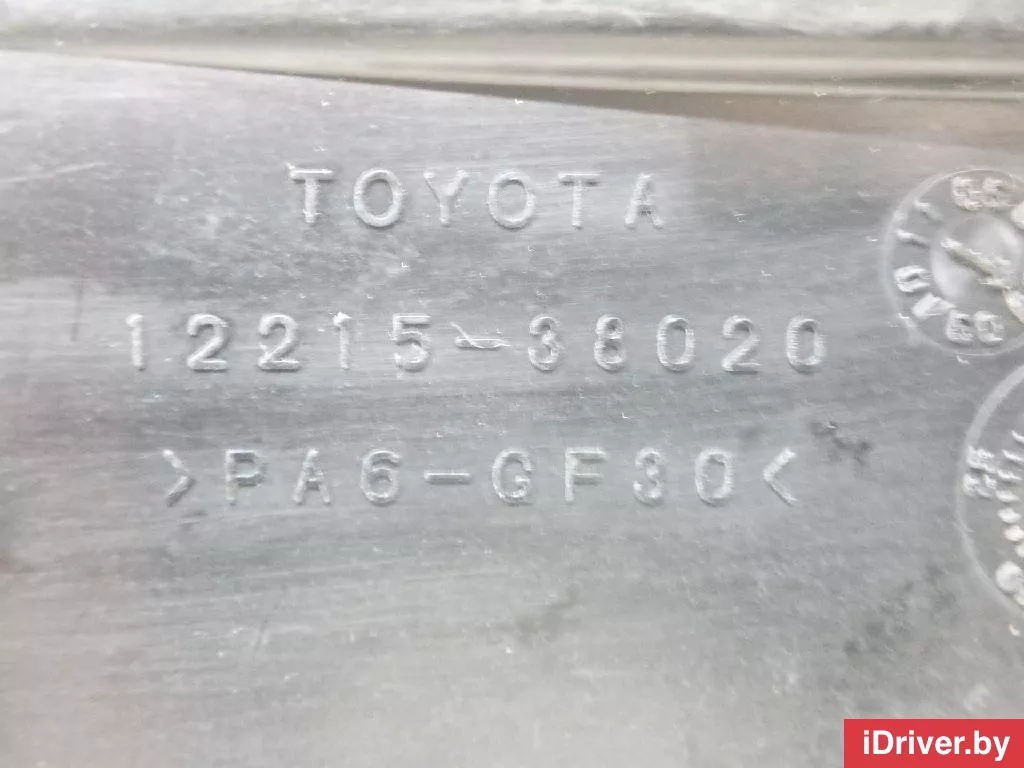 TOYOTA
12215-38020
>PA6-GF30<
iDriver.by